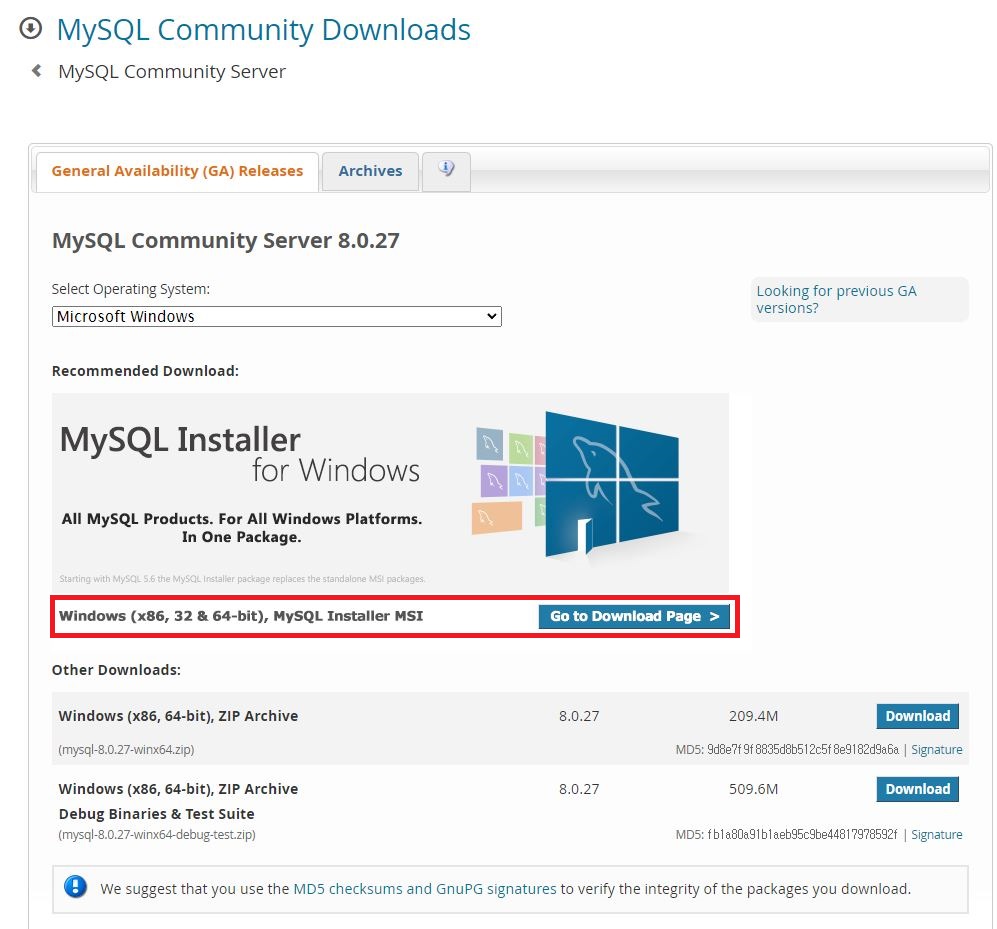 MySQL Community Downloads
MySQL Community Server
General Availability (GA) Releases
Archives
MySQL Community Server 8.0.27
Select Operating System:
Microsoft Windows
Looking for previous GA
versions?
Recommended Download:
MySQL Installer
for Windows
All MySQL Products. For All Windows Platforms.
In One Package.
Starting with MySQL 5.6 the MySQL Installer package replaces the standalone MSI packages.
Windows (x86, 32 & 64-bit), MySQL Installer MSI
Go to Download Page >
Other Downloads:
Windows (x86, 64-bit), ZIP Archive 8.0.27 209.4M Download
(mysql-8.0.27-winx64.zip) MD5: 9d8e7f9f8835d8b512c5f8e9182d9a6a | Signature
Windows (x86, 64-bit), ZIP Archive 8.0.27 509.6M Download
Debug Binaries & Test Suite
(mysql-8.0.27-winx64-debug-test.zip) MD5: fb1a80a91b1aeb95c9be44817978592f | Signature
We suggest that you use the MD5 checksums and GnuPG signatures to verify the integrity of the packages you download.